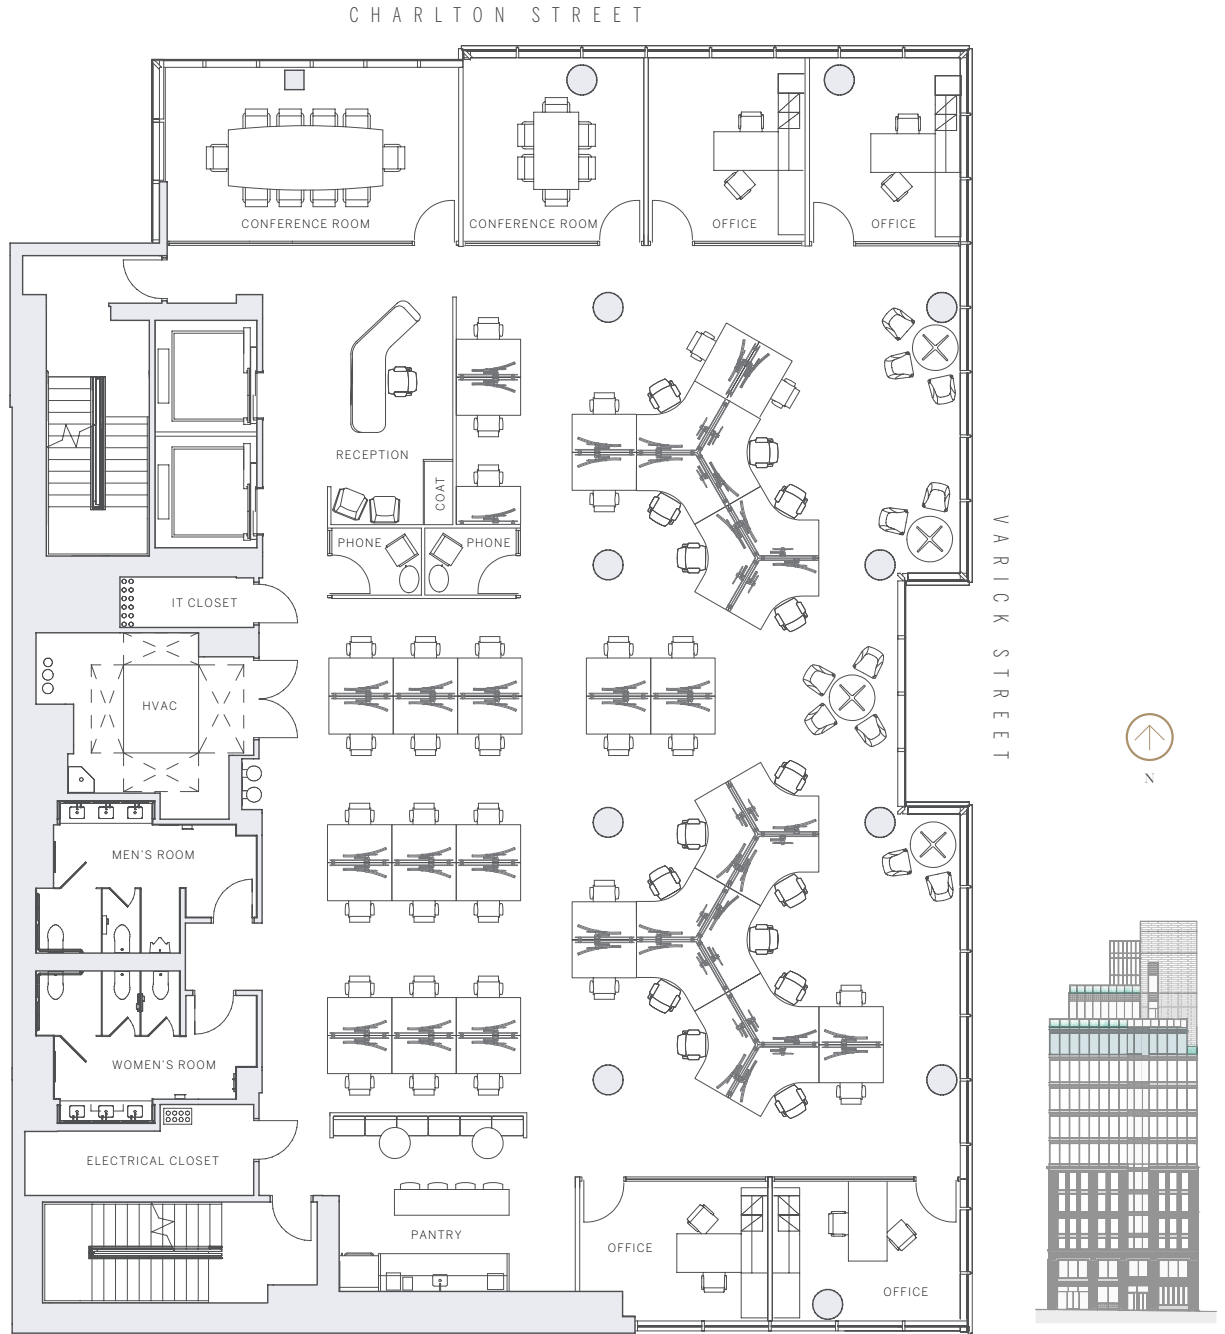 CHARLTON STREET
CONFERENCE ROOM
CONFERENCE ROOM
OFFICE
OFFICE
RECEPTION
COAT
PHONE
PHONE
VARICK STREET
IT CLOSET
HVAC
N
MEN'S ROOM
WOMEN'S ROOM
ELECTRICAL CLOSET
PANTRY
OFFICE
OFFICE